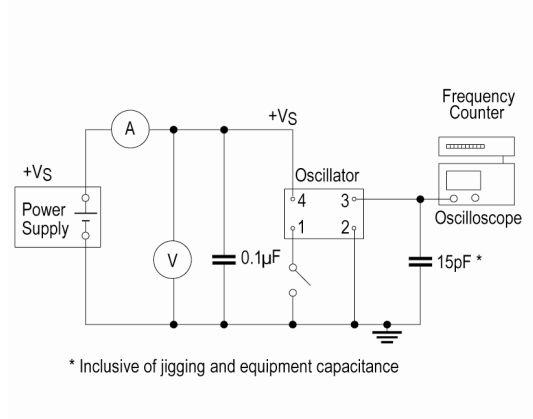 Frequency
Counter
+VS
A
+VS
Oscillator
4
3
Power
Supply
1
2
Oscilloscope
V
0.1µF
15pF *
* Inclusive of jigging and equipment capacitance